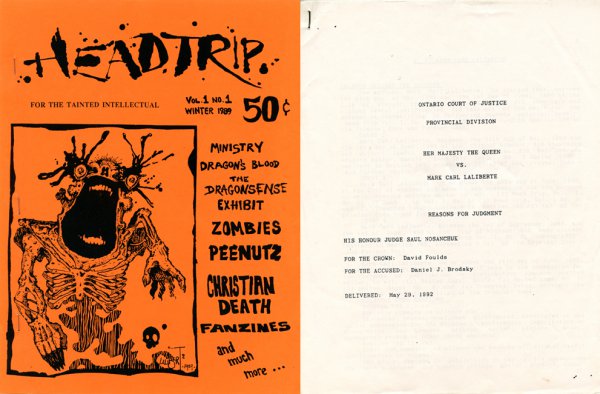 HEADTRIP.
FOR THE TAINTED INTELLECTUAL
VOL. 1 NO. 1
WINTER 1989
50¢
MINISTRY
DRAGON'S BLOOD
THE
DRAGONSENSE
EXHIBIT
ZOMBIES
PEENUTZ
CHRISTIAN
DEATH
FANZINES
and
much
more ...
ONTARIO COURT OF JUSTICE
PROVINCIAL DIVISION
HER MAJESTY THE QUEEN
VS.
MARK CARL LALIBERTE
REASONS FOR JUDGMENT
HIS HONOUR JUDGE SAUL NOSANCHUK
FOR THE CROWN: David Foulds
FOR THE ACCUSED: Daniel J. Brodsky
DELIVERED: May 29, 1992